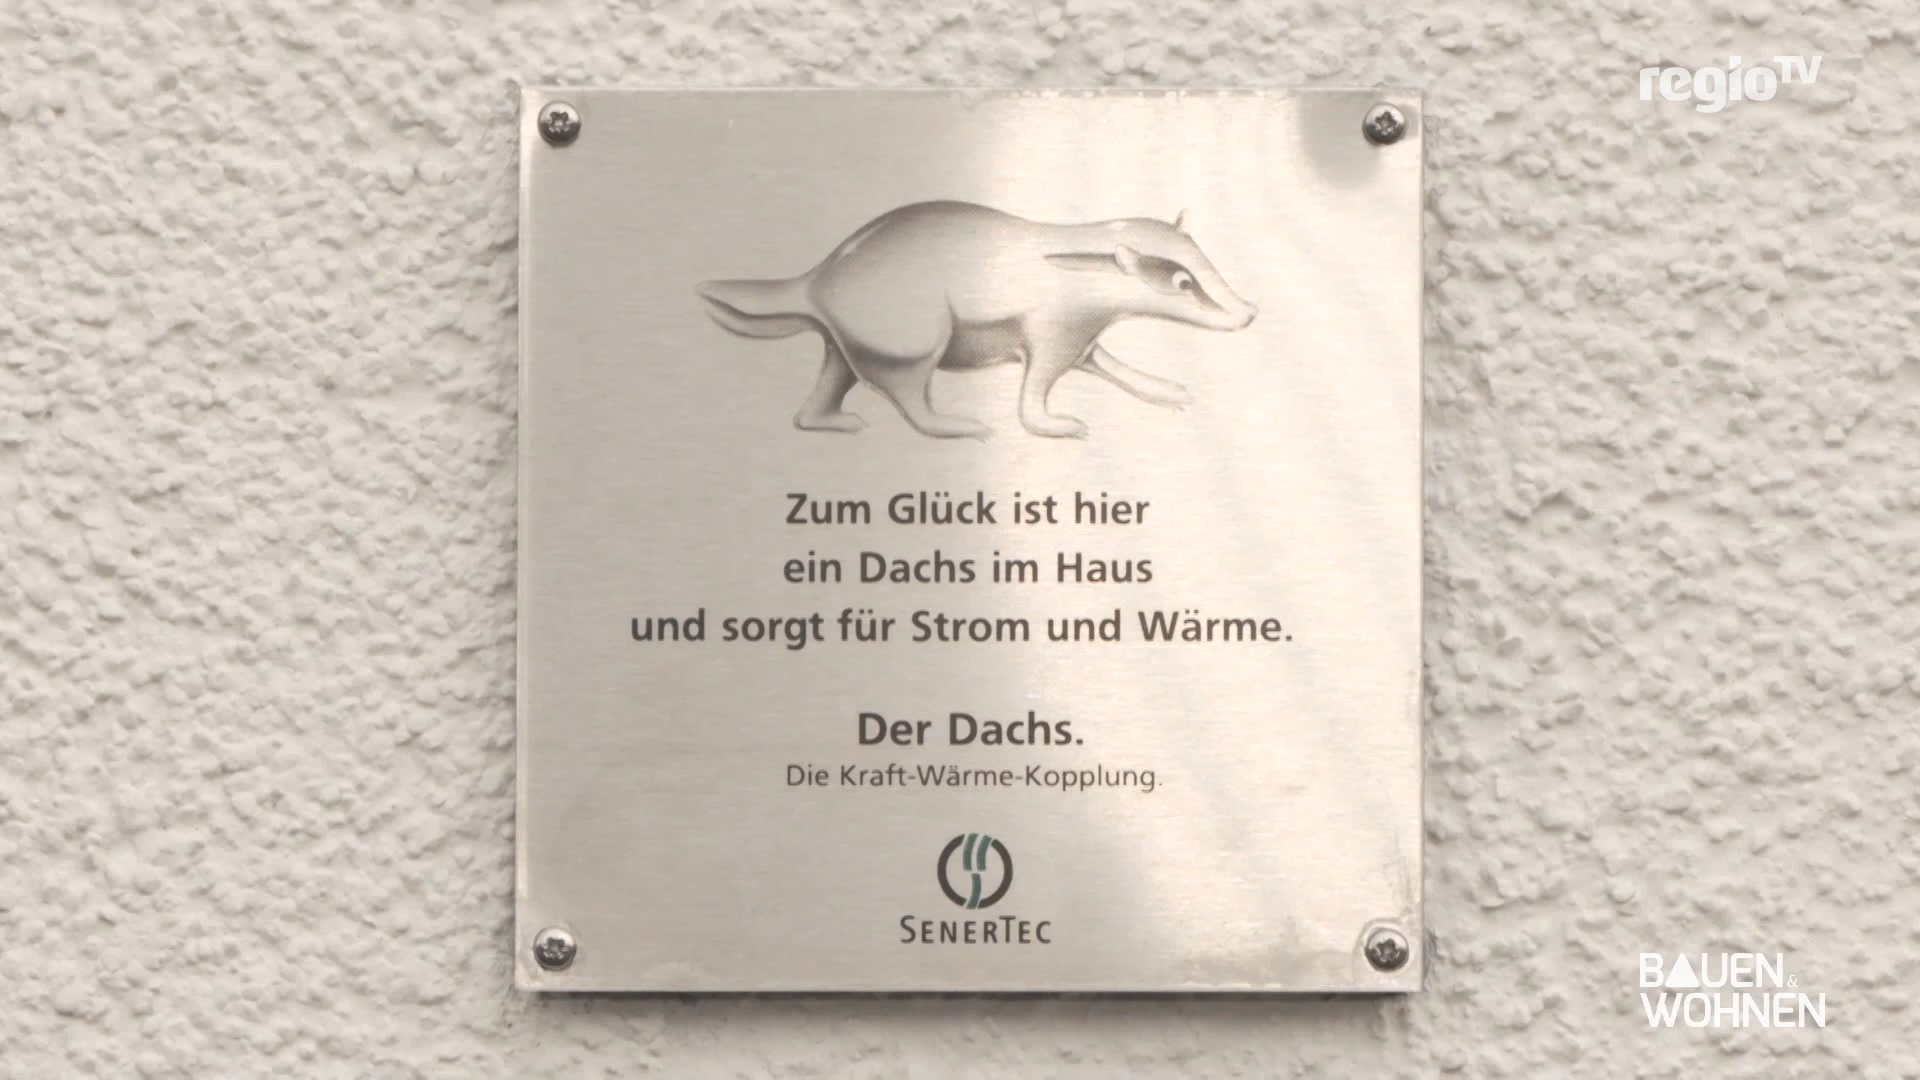 regioTV
Zum Glück ist hier
ein Dachs im Haus
und sorgt für Strom und Wärme.
Der Dachs.
Die Kraft-Wärme-Kopplung.
SENERTEC
BAUEN &
WOHNEN